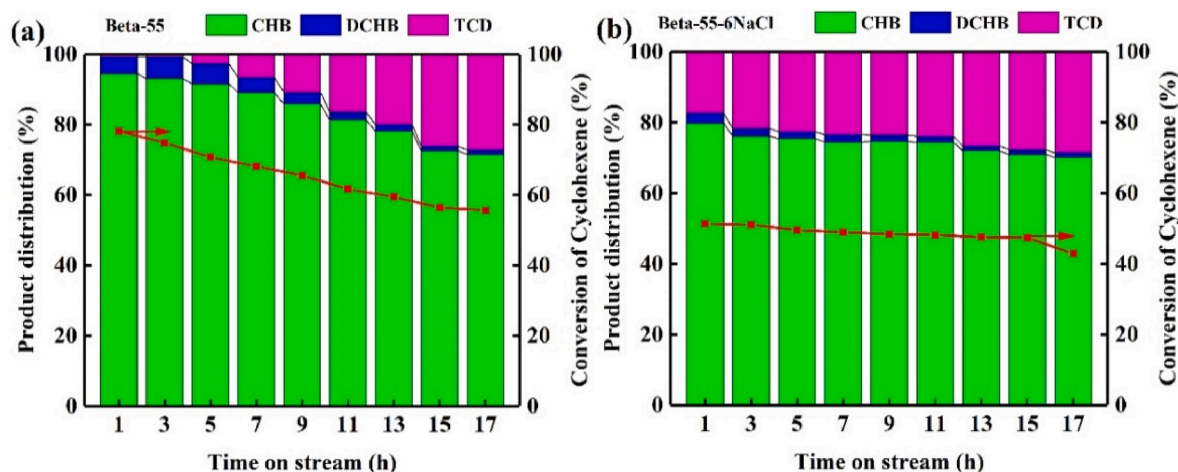 (a)
Beta-55
CHB
DCHB
TCD
100
80
60
40
20
0
Product distribution (%)
100
80
60
40
20
0
Conversion of Cyclohexene (%)
1 3 5 7 9 11 13 15 17
Time on stream (h)
(b)
Beta-55-6NaCl
CHB
DCHB
TCD
100
80
60
40
20
0
Product distribution (%)
100
80
60
40
20
0
Conversion of Cyclohexene (%)
1 3 5 7 9 11 13 15 17
Time on stream (h)